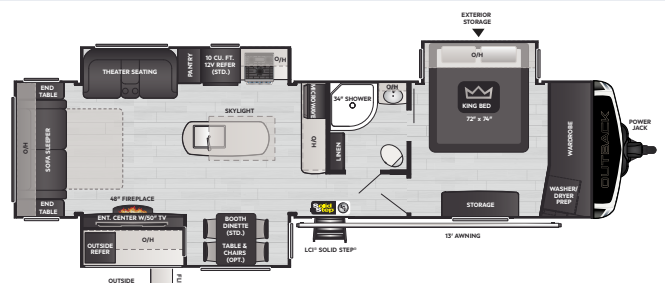 EXTERIOR
STORAGE
THEATER SEATING
PANTRY
10 CU. FT.
12V REFER
(STD.)
O/H
END
TABLE
O/H
SOFA SLEEPER
END
TABLE
SKYLIGHT
MICROWAVE
O/H
34" SHOWER
O/H
LINEN
O/H
KING BED
72" x 74"
WARDROBE
OUTBACK
POWER
JACK
WASHER/
DRYER
PREP
STORAGE
48" FIREPLACE
ENT. CENTER W/50" TV
O/H
OUTSIDE
REFER
BOOTH
DINETTE
(STD.)
TABLE &
CHAIRS
(OPT.)
Solid
Step
LCI® SOLID STEP®
13' AWNING
OUTSIDE